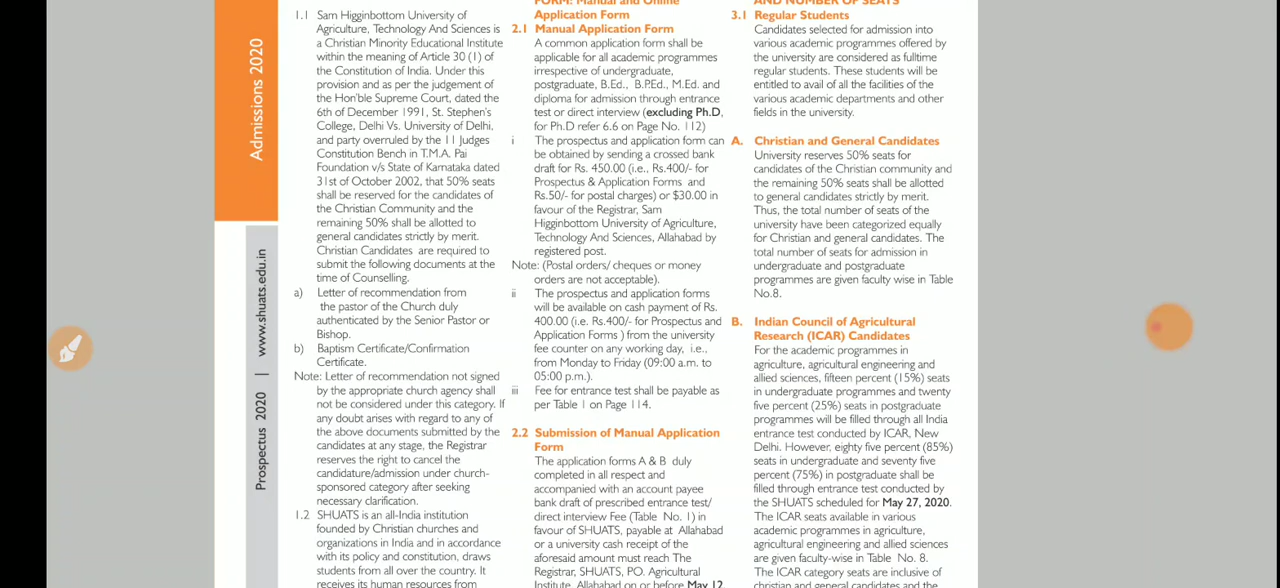 Admissions 2020
Prospectus 2020 | www.shuats.edu.in
1.1 Sam Higginbottom University of
Agriculture, Technology And Sciences is
a Christian Minority Educational Institute
within the meaning of Article 30 (1) of
the Constitution of India. Under this
provision and as per the judgement of
the Hon'ble Supreme Court, dated the
6th of December 1991, St. Stephen's
College, Delhi Vs. University of Delhi,
and party overruled by the 11 Judges
Constitution Bench in T.M.A. Pai
Foundation v/s State of Karnataka dated
31st of October 2002, that 50% seats
shall be reserved for the candidates of
the Christian Community and the
remaining 50% shall be allotted to
general candidates strictly by merit.
Christian Candidates are required to
submit the following documents at the
time of Counselling.
a) Letter of recommendation from
the pastor of the Church duly
authenticated by the Senior Pastor or
Bishop.
b) Baptism Certificate/Confirmation
Certificate.
Note: Letter of recommendation not signed
by the appropriate church agency shall
not be considered under this category. If
any doubt arises with regard to any of
the above documents submitted by the
candidates at any stage, the Registrar
reserves the right to cancel the
candidature/admission under church-
sponsored category after seeking
necessary clarification.
1.2 SHUATS is an all-India institution
founded by Christian churches and
organizations in India and in accordance
with its policy and constitution, draws
students from all over the country. It
receives its human resources from
FORM: Manual and Online
Application Form
2.1 Manual Application Form
A common application form shall be
applicable for all academic programmes
irrespective of undergraduate,
postgraduate, B.Ed., B.P.Ed., M.Ed. and
diploma for admission through entrance
test or direct interview (excluding Ph.D,
for Ph.D refer 6.6 on Page No. 112)
i The prospectus and application form can
be obtained by sending a crossed bank
draft for Rs. 450.00 (i.e., Rs.400/- for
Prospectus & Application Forms and
Rs.50/- for postal charges) or $30.00 in
favour of the Registrar, Sam
Higginbottom University of Agriculture,
Technology And Sciences, Allahabad by
registered post.
Note: (Postal orders/ cheques or money
orders are not acceptable).
ii The prospectus and application forms
will be available on cash payment of Rs.
400.00 (i.e. Rs.400/- for Prospectus and
Application Forms ) from the university
fee counter on any working day, i.e.,
from Monday to Friday (09:00 a.m. to
05:00 p.m.).
iii Fee for entrance test shall be payable as
per Table 1 on Page 114.
2.2 Submission of Manual Application
Form
The application forms A & B duly
completed in all respect and
accompanied with an account payee
bank draft of prescribed entrance test/
direct interview Fee (Table No. 1) in
favour of SHUATS, payable at Allahabad
or a university cash receipt of the
aforesaid amount must reach The
Registrar, SHUATS, PO. Agricultural
Institute, Allahabad on or before May 12,
AND NUMBER OF SEATS
3.1 Regular Students
Candidates selected for admission into
various academic programmes offered by
the university are considered as fulltime
regular students. These students will be
entitled to avail of all the facilities of the
various academic departments and other
fields in the university.
A. Christian and General Candidates
University reserves 50% seats for
candidates of the Christian community and
the remaining 50% seats shall be allotted
to general candidates strictly by merit.
Thus, the total number of seats of the
university have been categorized equally
for Christian and general candidates. The
total number of seats for admission in
undergraduate and postgraduate
programmes are given faculty wise in Table
No.8.
B. Indian Council of Agricultural
Research (ICAR) Candidates
For the academic programmes in
agriculture, agricultural engineering and
allied sciences, fifteen percent (15%) seats
in undergraduate programmes and twenty
five percent (25%) seats in postgraduate
programmes will be filled through all India
entrance test conducted by ICAR, New
Delhi. However, eighty five percent (85%)
seats in undergraduate and seventy five
percent (75%) in postgraduate shall be
filled through entrance test conducted by
the SHUATS scheduled for May 27, 2020.
The ICAR seats available in various
academic programmes in agriculture,
agricultural engineering and allied sciences
are given faculty-wise in Table No. 8.
The ICAR category seats are inclusive of
christian and general candidates and the